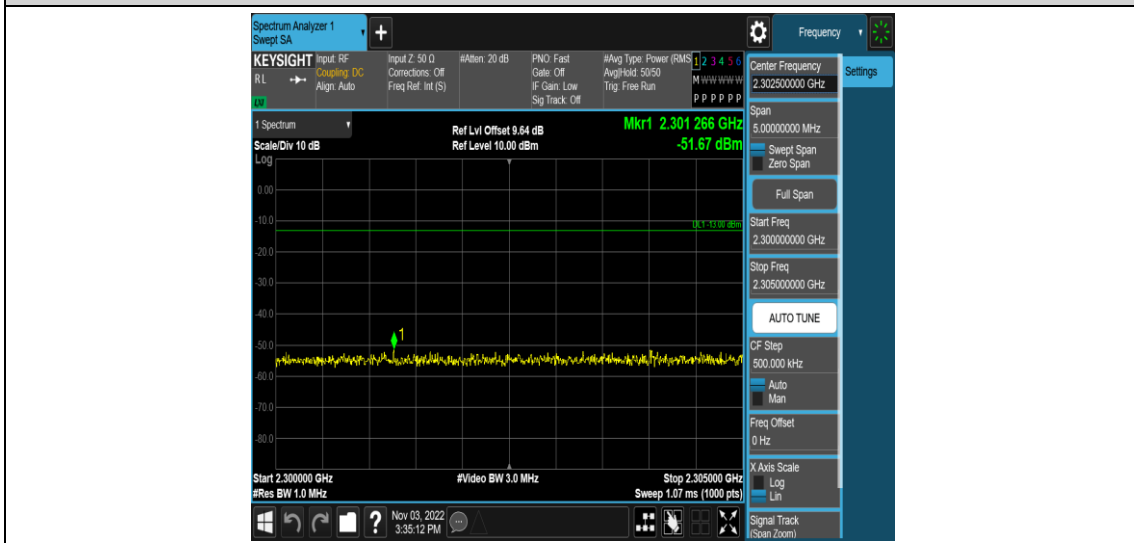 Spectrum Analyzer 1
Swept SA
Frequency
KEYSIGHT
RL
LNI
Input: RF
Coupling: DC
Align: Auto
Input Z: 50 Ω
Corrections: Off
Freq Ref: Int (S)
#Atten: 20 dB
PNO: Fast
Gate: Off
IF Gain: Low
Sig Track: Off
#Avg Type: Power (RMS
Avg|Hold: 50/50
Trig: Free Run
1 2 3 4 5 6
M W W W W W
P P P P P P
1 Spectrum
Scale/Div 10 dB
Log
Ref Lvl Offset 9.64 dB
Ref Level 10.00 dBm
Mkr1 2.301 266 GHz
-51.67 dBm
0.00
-10.0
DL1 -13.00 dBm
-20.0
-30.0
-40.0
1
-50.0
-60.0
-70.0
-80.0
Start 2.300000 GHz
#Res BW 1.0 MHz
#Video BW 3.0 MHz
Stop 2.305000 GHz
Sweep 1.07 ms (1000 pts)
Nov 03, 2022
3:35:12 PM
Center Frequency
2.302500000 GHz
Settings
Span
5.00000000 MHz
Swept Span
Zero Span
Full Span
Start Freq
2.300000000 GHz
Stop Freq
2.305000000 GHz
AUTO TUNE
CF Step
500.000 kHz
Auto
Man
Freq Offset
0 Hz
X Axis Scale
Log
Lin
Signal Track
(Span Zoom)